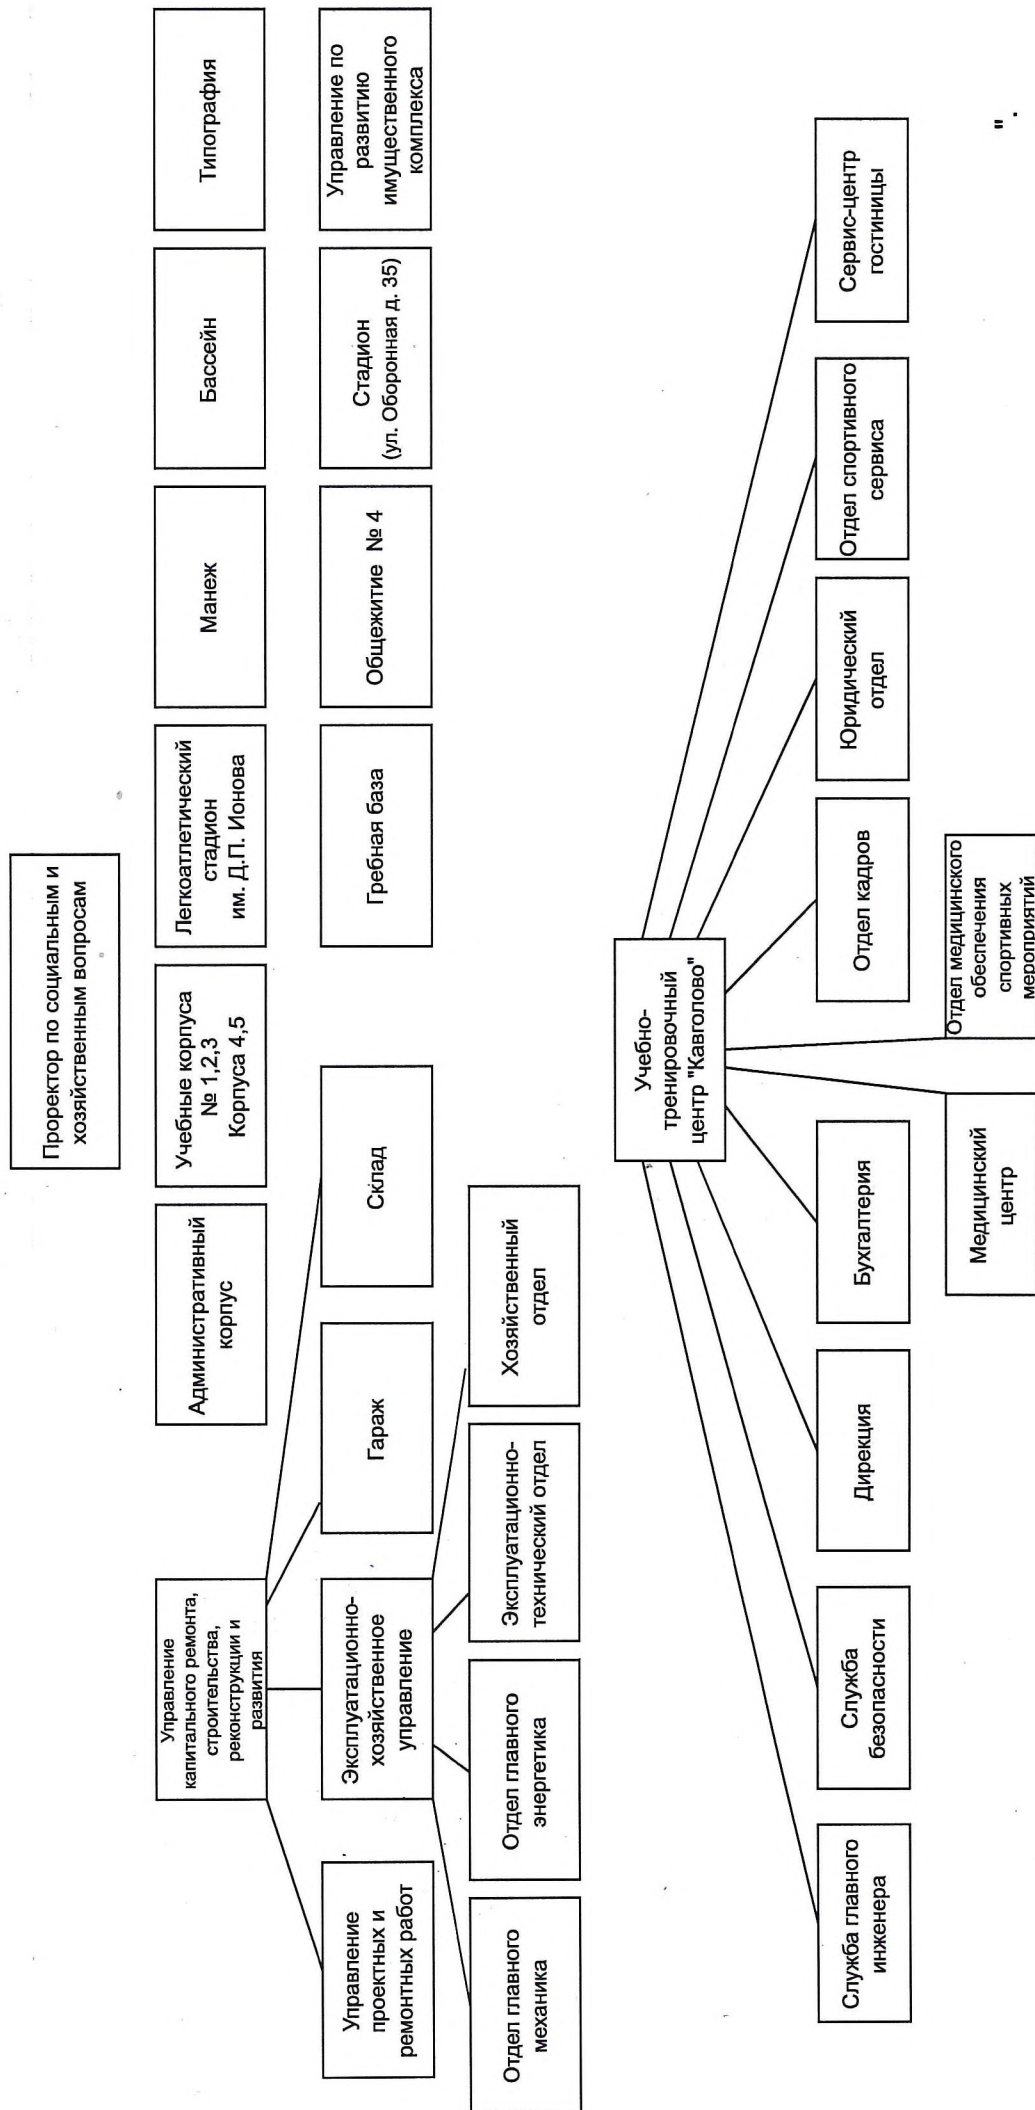 Проректор по социальным и
хозяйственным вопросам
Управление
капитального ремонта,
строительства,
реконструкции и
развития
Административный
корпус
Учебные корпуса
№ 1,2,3
Корпуса 4,5
Легкоатлетический
стадион
им. Д.П. Ионова
Манеж
Бассейн
Типография
Управление
проектных и
ремонтных работ
Эксплуатационно-
хозяйственное
управление
Гараж
Склад
Гребная база
Общежитие № 4
Стадион
(ул. Оборонная д. 35)
Управление по
развитию
имущественного
комплекса
Отдел главного
механика
Отдел главного
энергетика
Эксплуатационно-
технический отдел
Хозяйственный
отдел
Учебно-
тренировочный
центр "Кавголово"
Служба главного
инженера
Служба
безопасности
Дирекция
Бухгалтерия
Отдел кадров
Юридический
отдел
Отдел спортивного
сервиса
Сервис-центр
гостиницы
Медицинский
центр
Отдел медицинского
обеспечения
спортивных
мероприятий
".